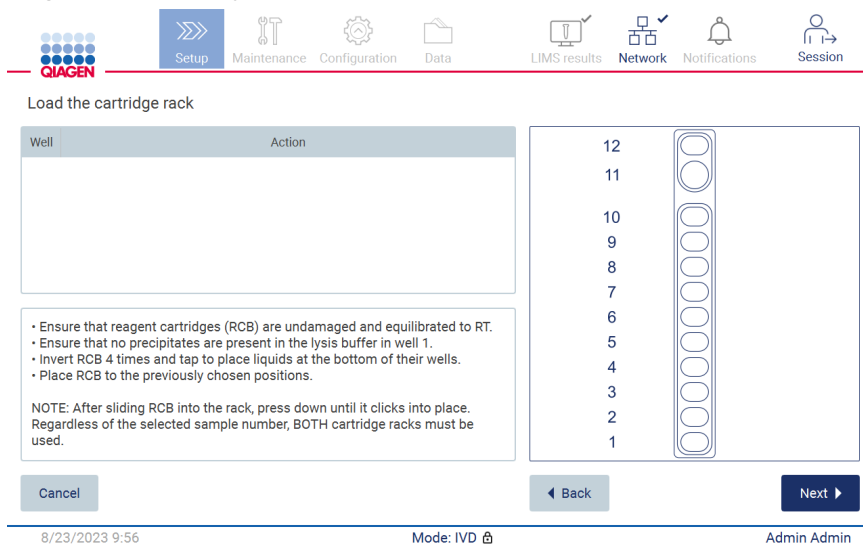 Setup
Maintenance
Configuration
Data
LIMS results
Network
Notifications
Session
QIAGEN
Load the cartridge rack
Well
Action
• Ensure that reagent cartridges (RCB) are undamaged and equilibrated to RT.
• Ensure that no precipitates are present in the lysis buffer in well 1.
• Invert RCB 4 times and tap to place liquids at the bottom of their wells.
• Place RCB to the previously chosen positions.
NOTE: After sliding RCB into the rack, press down until it clicks into place.
Regardless of the selected sample number, BOTH cartridge racks must be
used.
12
11
10
9
8
7
6
5
4
3
2
1
Cancel
Back
Next
8/23/2023 9:56
Mode: IVD
Admin Admin